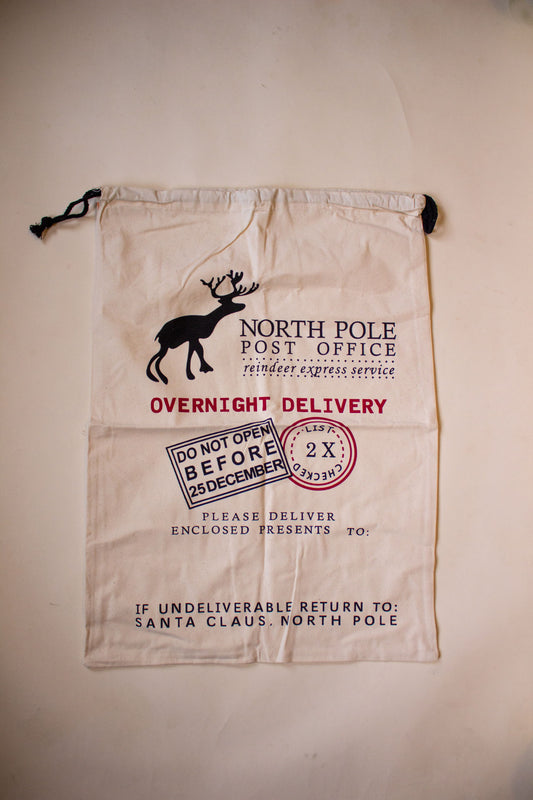 NORTH POLE
POST OFFICE
reindeer express service
OVERNIGHT DELIVERY
DO NOT OPEN
BEFORE
25 DECEMBER
LIST
2 X
CHECKED
PLEASE DELIVER
ENCLOSED PRESENTS TO:
IF UNDELIVERABLE RETURN TO:
SANTA CLAUS, NORTH POLE